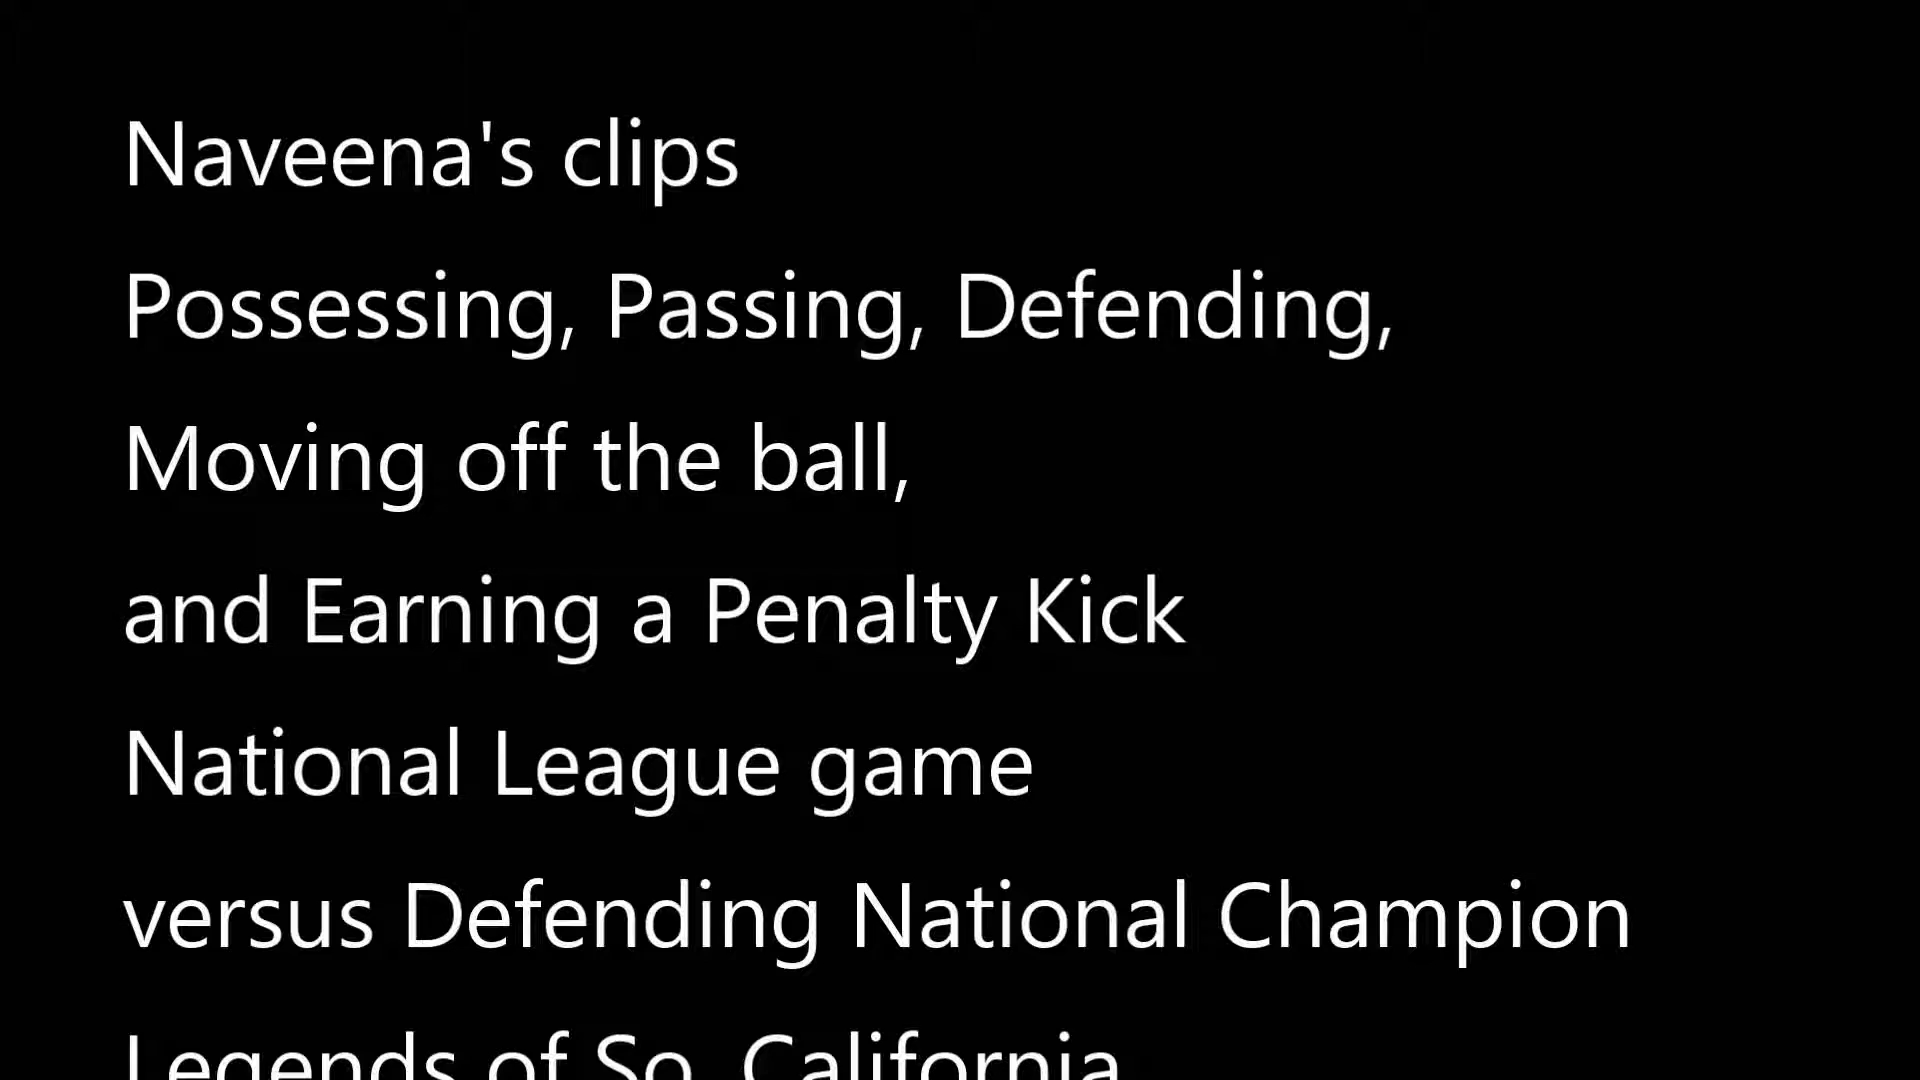 Naveena's clips
Possessing, Passing, Defending,
Moving off the ball,
and Earning a Penalty Kick
National League game
versus Defending National Champion
Legends of So. California